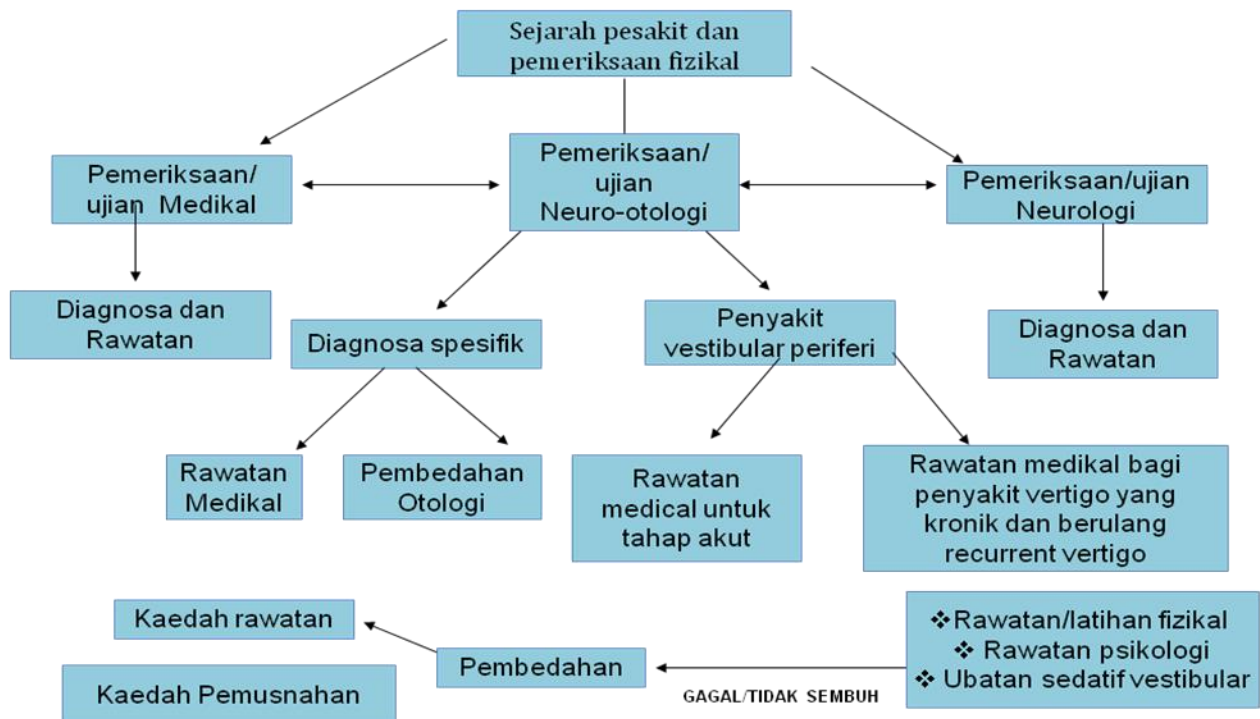 Sejarah pesakit dan
pemeriksaan fizikal
Pemeriksaan/
ujian Medikal
Pemeriksaan/
ujian
Neuro-otologi
Pemeriksaan/ujian
Neurologi
Diagnosa dan
Rawatan
Diagnosa spesifik
Penyakit
vestibular periferi
Diagnosa dan
Rawatan
Rawatan
Medikal
Pembedahan
Otologi
Rawatan
medical untuk
tahap akut
Rawatan medikal bagi
penyakit vertigo yang
kronik dan berulang
recurrent vertigo
Kaedah rawatan
Pembedahan
Kaedah Pemusnahan
GAGAL/TIDAK SEMBUH
❖Rawatan/latihan fizikal
❖ Rawatan psikologi
❖ Ubatan sedatif vestibular